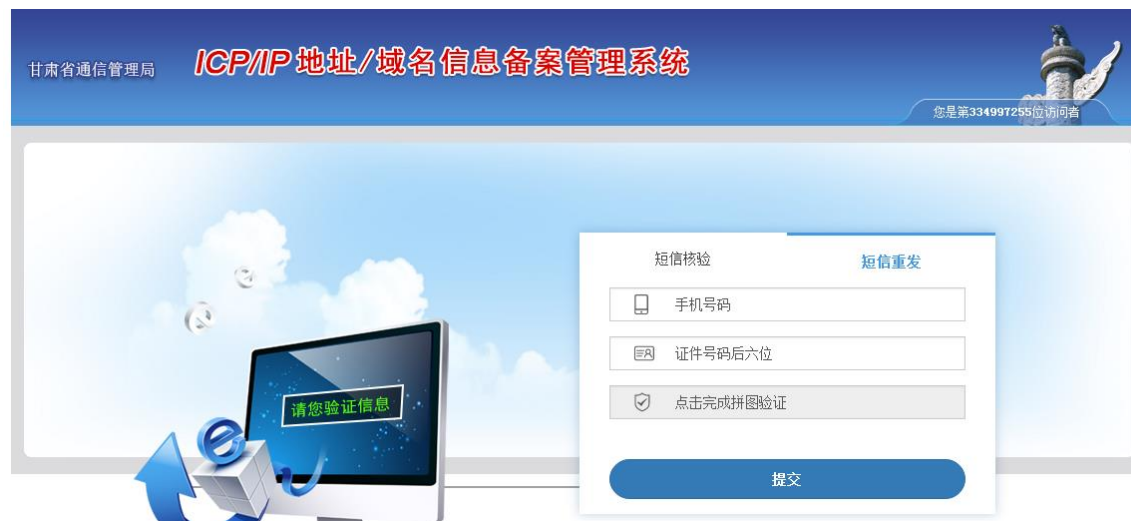 甘肃省通信管理局
ICP/IP 地址/域名信息备案管理系统
您是第334997255位访问者
短信核验
短信重发
手机号码
证件号码后六位
点击完成拼图验证
请您验证信息
提交